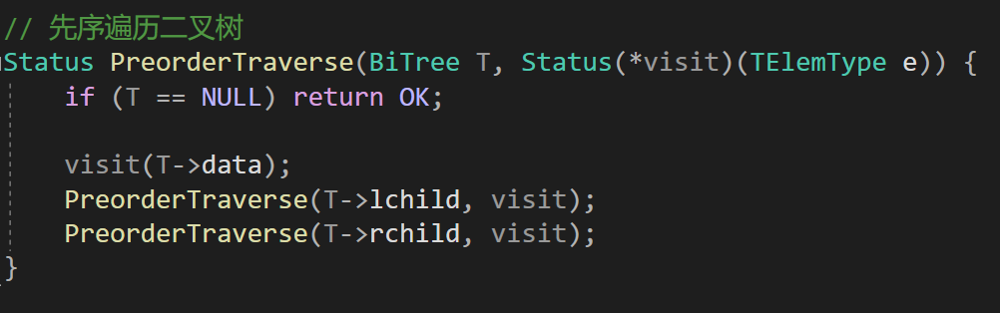 // 先序遍历二叉树
Status PreorderTraverse(BiTree T, Status(*visit)(TElemType e)) {
    if (T == NULL) return OK;
    visit(T->data);
    PreorderTraverse(T->lchild, visit);
    PreorderTraverse(T->rchild, visit);
}